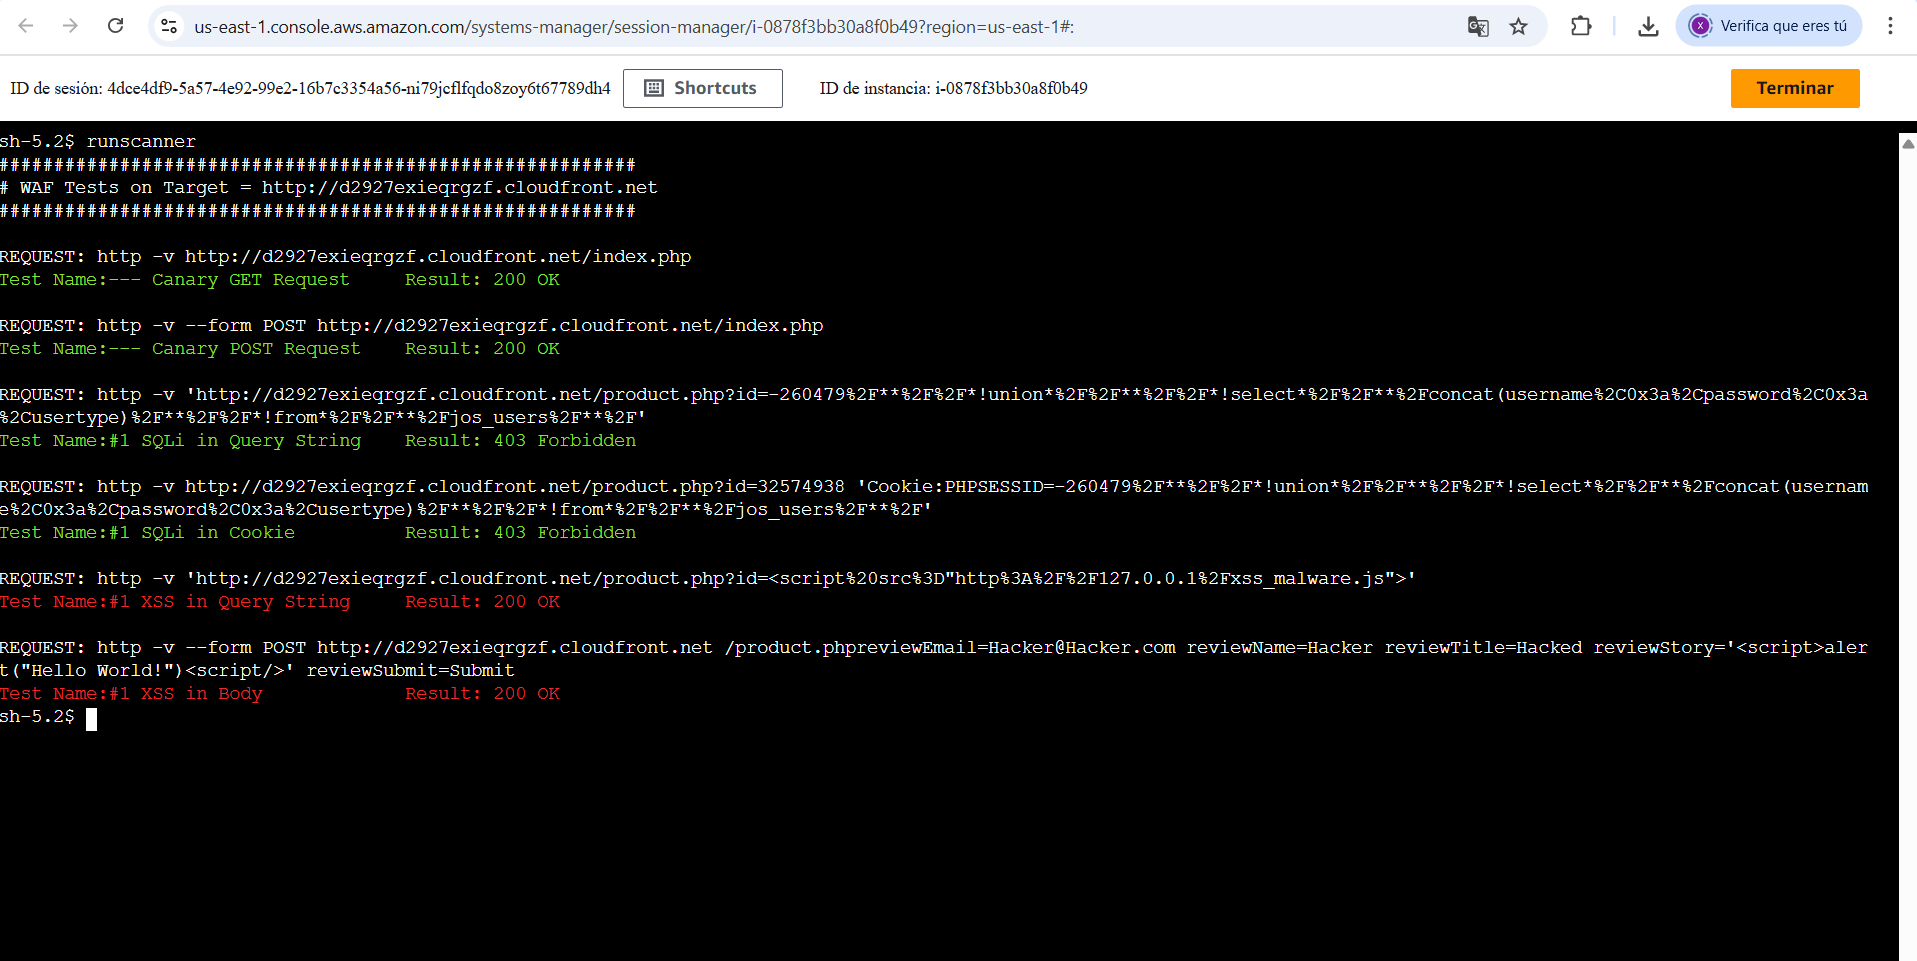 us-east-1.console.aws.amazon.com/systems-manager/session-manager/i-0878f3bb30a8f0b49?region=us-east-1#:
X Verifica que eres tú
ID de sesión: 4dce4df9-5a57-4e92-99e2-16b7c3354a56-ni79jcflfqdo8zoy6t67789dh4 Shortcuts ID de instancia: i-0878f3bb30a8f0b49 Terminar
sh-5.2$ runscanner
##########################################################
# WAF Tests on Target = http://d2927exieqrgzf.cloudfront.net
##########################################################
REQUEST: http -v http://d2927exieqrgzf.cloudfront.net/index.php
Test Name:--- Canary GET Request     Result: 200 OK
REQUEST: http -v --form POST http://d2927exieqrgzf.cloudfront.net/index.php
Test Name:--- Canary POST Request    Result: 200 OK
REQUEST: http -v 'http://d2927exieqrgzf.cloudfront.net/product.php?id=-260479%2F**%2F%2F*!union*%2F%2F**%2F%2F*!select*%2F%2F**%2Fconcat(username%2C0x3a%2Cpassword%2C0x3a
%2Cusertype)%2F**%2F%2F*!from*%2F%2F**%2Fjos_users%2F**%2F'
Test Name:#1 SQLi in Query String    Result: 403 Forbidden
REQUEST: http -v http://d2927exieqrgzf.cloudfront.net/product.php?id=32574938 'Cookie:PHPSESSID=-260479%2F**%2F%2F*!union*%2F%2F**%2F%2F*!select*%2F%2F**%2Fconcat(usernam
e%2C0x3a%2Cpassword%2C0x3a%2Cusertype)%2F**%2F%2F*!from*%2F%2F**%2Fjos_users%2F**%2F'
Test Name:#1 SQLi in Cookie          Result: 403 Forbidden
REQUEST: http -v 'http://d2927exieqrgzf.cloudfront.net/product.php?id=<script%20src%3D"http%3A%2F%2F127.0.0.1%2Fxss_malware.js">'
Test Name:#1 XSS in Query String     Result: 200 OK
REQUEST: http -v --form POST http://d2927exieqrgzf.cloudfront.net /product.phpreviewEmail=Hacker@Hacker.com reviewName=Hacker reviewTitle=Hacked reviewStory='<script>aler
t("Hello World!")<script/>' reviewSubmit=Submit
Test Name:#1 XSS in Body             Result: 200 OK
sh-5.2$